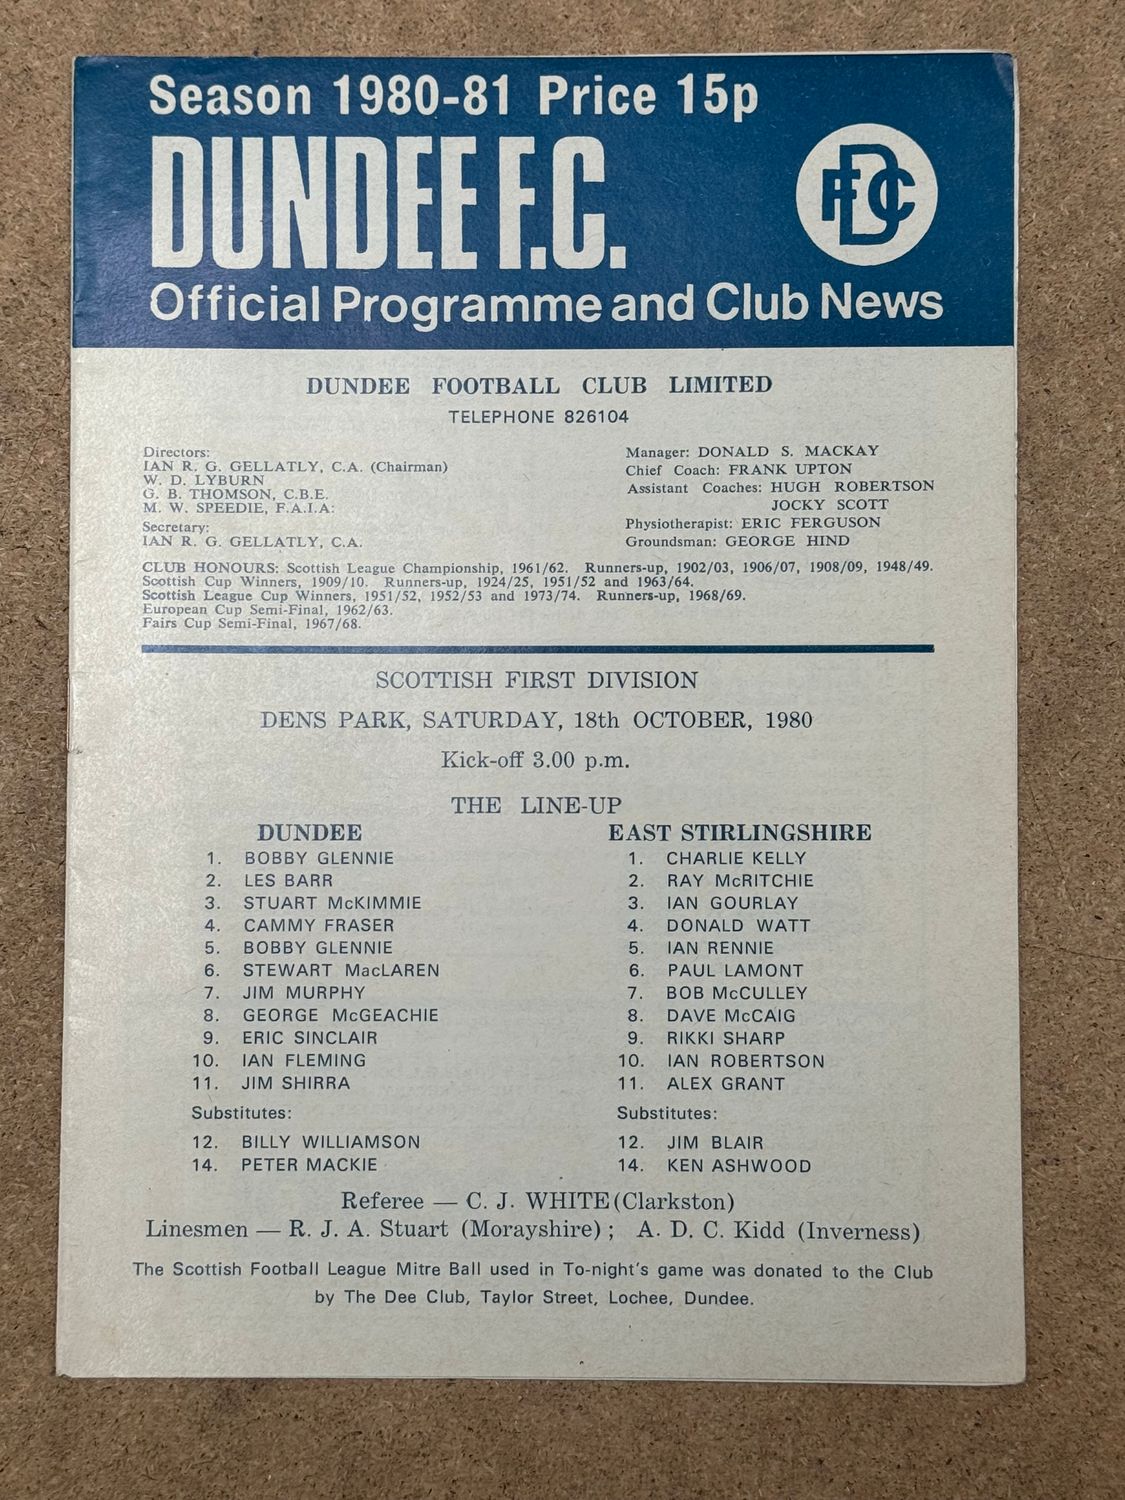 Season 1980-81 Price 15p
DUNDEE F.C.
DFC
Official Programme and Club News
DUNDEE FOOTBALL CLUB LIMITED
TELEPHONE 826104
Directors:
IAN R. G. GELLATLY, C.A. (Chairman)
W. D. LYBURN
G. B. THOMSON, C.B.E.
M. W. SPEEDIE, F.A.I.A:
Secretary:
IAN R. G. GELLATLY, C.A.
Manager: DONALD S. MACKAY
Chief Coach: FRANK UPTON
Assistant Coaches: HUGH ROBERTSON
JOCKY SCOTT
Physiotherapist: ERIC FERGUSON
Groundsman: GEORGE HIND
CLUB HONOURS: Scottish League Championship, 1961/62. Runners-up, 1902/03, 1906/07, 1908/09, 1948/49.
Scottish Cup Winners, 1909/10. Runners-up, 1924/25, 1951/52 and 1963/64.
Scottish League Cup Winners, 1951/52, 1952/53 and 1973/74. Runners-up, 1968/69.
European Cup Semi-Final, 1962/63.
Fairs Cup Semi-Final, 1967/68.
SCOTTISH FIRST DIVISION
DENS PARK, SATURDAY, 18th OCTOBER, 1980
Kick-off 3.00 p.m.
THE LINE-UP
DUNDEE
1. BOBBY GLENNIE
2. LES BARR
3. STUART McKIMMIE
4. CAMMY FRASER
5. BOBBY GLENNIE
6. STEWART MacLAREN
7. JIM MURPHY
8. GEORGE McGEACHIE
9. ERIC SINCLAIR
10. IAN FLEMING
11. JIM SHIRRA
Substitutes:
12. BILLY WILLIAMSON
14. PETER MACKIE
EAST STIRLINGSHIRE
1. CHARLIE KELLY
2. RAY McRITCHIE
3. IAN GOURLAY
4. DONALD WATT
5. IAN RENNIE
6. PAUL LAMONT
7. BOB McCULLEY
8. DAVE McCAIG
9. RIKKI SHARP
10. IAN ROBERTSON
11. ALEX GRANT
Substitutes:
12. JIM BLAIR
14. KEN ASHWOOD
Referee — C. J. WHITE (Clarkston)
Linesmen — R. J. A. Stuart (Morayshire) ; A. D. C. Kidd (Inverness)
The Scottish Football League Mitre Ball used in To-night's game was donated to the Club
by The Dee Club, Taylor Street, Lochee, Dundee.